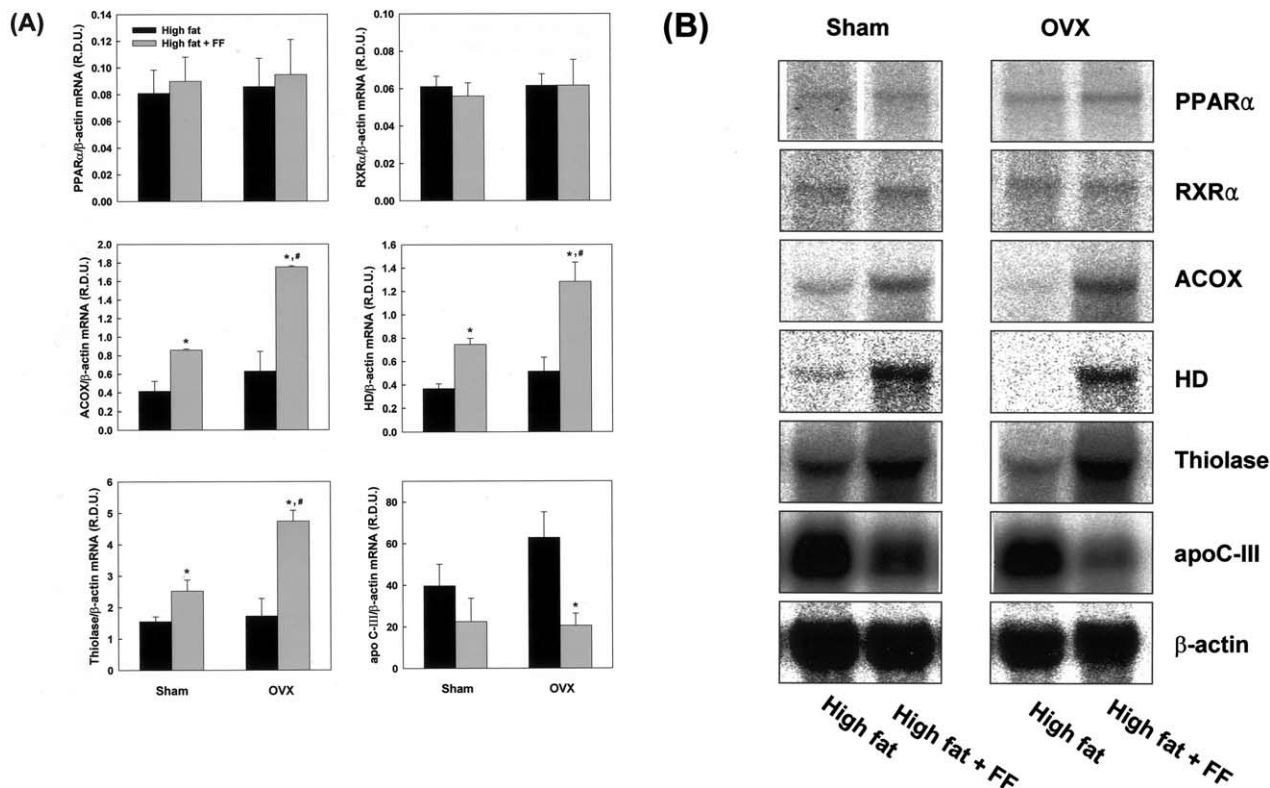 (A)
High fat
High fat + FF
PPARα/β-actin mRNA (R.D.U.)
0.14
0.12
0.10
0.08
0.06
0.04
0.02
0.00
RXRα/β-actin mRNA (R.D.U.)
0.10
0.08
0.06
0.04
0.02
0.00
ACOX/β-actin mRNA (R.D.U.)
2.0
1.8
1.6
1.4
1.2
1.0
0.8
0.6
0.4
0.2
0.0
*
*,#
HD/β-actin mRNA (R.D.U.)
1.6
1.4
1.2
1.0
0.8
0.6
0.4
0.2
0.0
*
*,#
Thiolase/β-actin mRNA (R.D.U.)
6
5
4
3
2
1
0
*
*,#
Sham
OVX
apo C-III/β-actin mRNA (R.D.U.)
80
60
40
20
0
*
Sham
OVX
(B)
Sham
OVX
PPARα
RXRα
ACOX
HD
Thiolase
apoC-III
β-actin
High fat
High fat + FF
High fat
High fat + FF